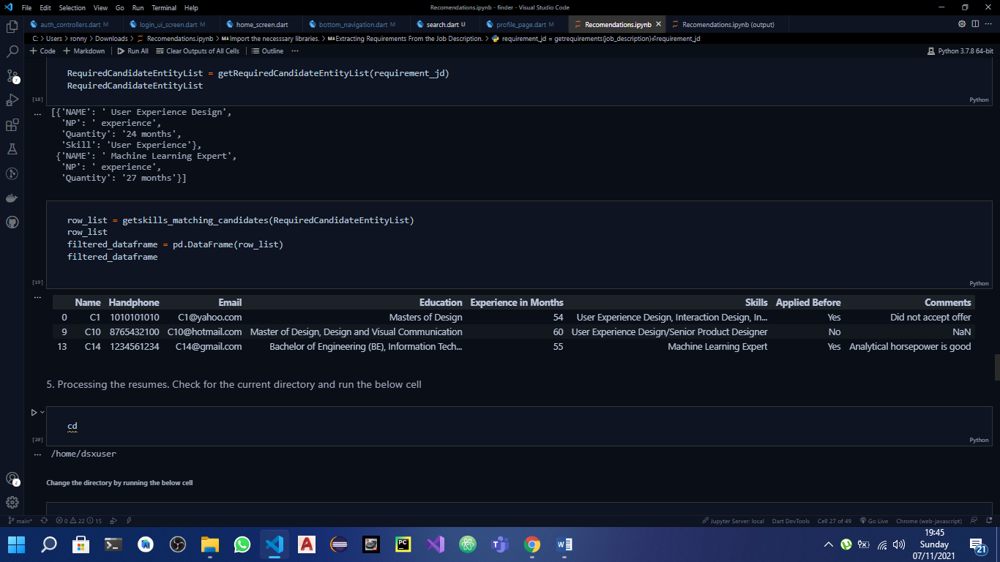 File Edit Selection View Go Run Terminal Help Recomendations.ipynb - finder - Visual Studio Code
auth_controllers.dart M login_ui_screen.dart M home_screen.dart bottom_navigation.dart M search.dart U profile_page.dart M Recomendations.ipynb Recomendations.ipynb (output)
C: > Users > ronny > Downloads > Recomendations.ipynb > Import the necesssary libraries. > Extracting Requirements From the Job Description. > requirement_jd = getrequirements(job_description)⏎requirement_jd
+ Code + Markdown Run All Clear Outputs of All Cells Outline ... Python 3.7.8 64-bit
RequiredCandidateEntityList = getRequiredCandidateEntityList(requirement_jd)
RequiredCandidateEntityList
[18] Python
... [{'NAME': ' User Experience Design',
'NP': ' experience',
'Quantity': '24 months',
'Skill': 'User Experience'},
{'NAME': ' Machine Learning Expert',
'NP': ' experience',
'Quantity': '27 months'}]
row_list = getskills_matching_candidates(RequiredCandidateEntityList)
row_list
filtered_dataframe = pd.DataFrame(row_list)
filtered_dataframe
[19] Python
...
Name Handphone Email Education Experience in Months Skills Applied Before Comments
0 C1 1010101010 C1@yahoo.com Masters of Design 54 User Experience Design, Interaction Design, In... Yes Did not accept offer
9 C10 8765432100 C10@hotmail.com Master of Design, Design and Visual Communication 60 User Experience Design/Senior Product Designer No NaN
13 C14 1234561234 C14@gmail.com Bachelor of Engineering (BE), Information Tech... 55 Machine Learning Expert Yes Analytical horsepower is good
5. Processing the resumes. Check for the current directory and run the below cell
cd
[20] Python
... /home/dsxuser
Change the directory by running the below cell
main* 0 22 15 Jupyter Server: local Dart DevTools Cell 27 of 49 Go Live Chrome (web-javascript)
19:45
Sunday
07/11/2021
21